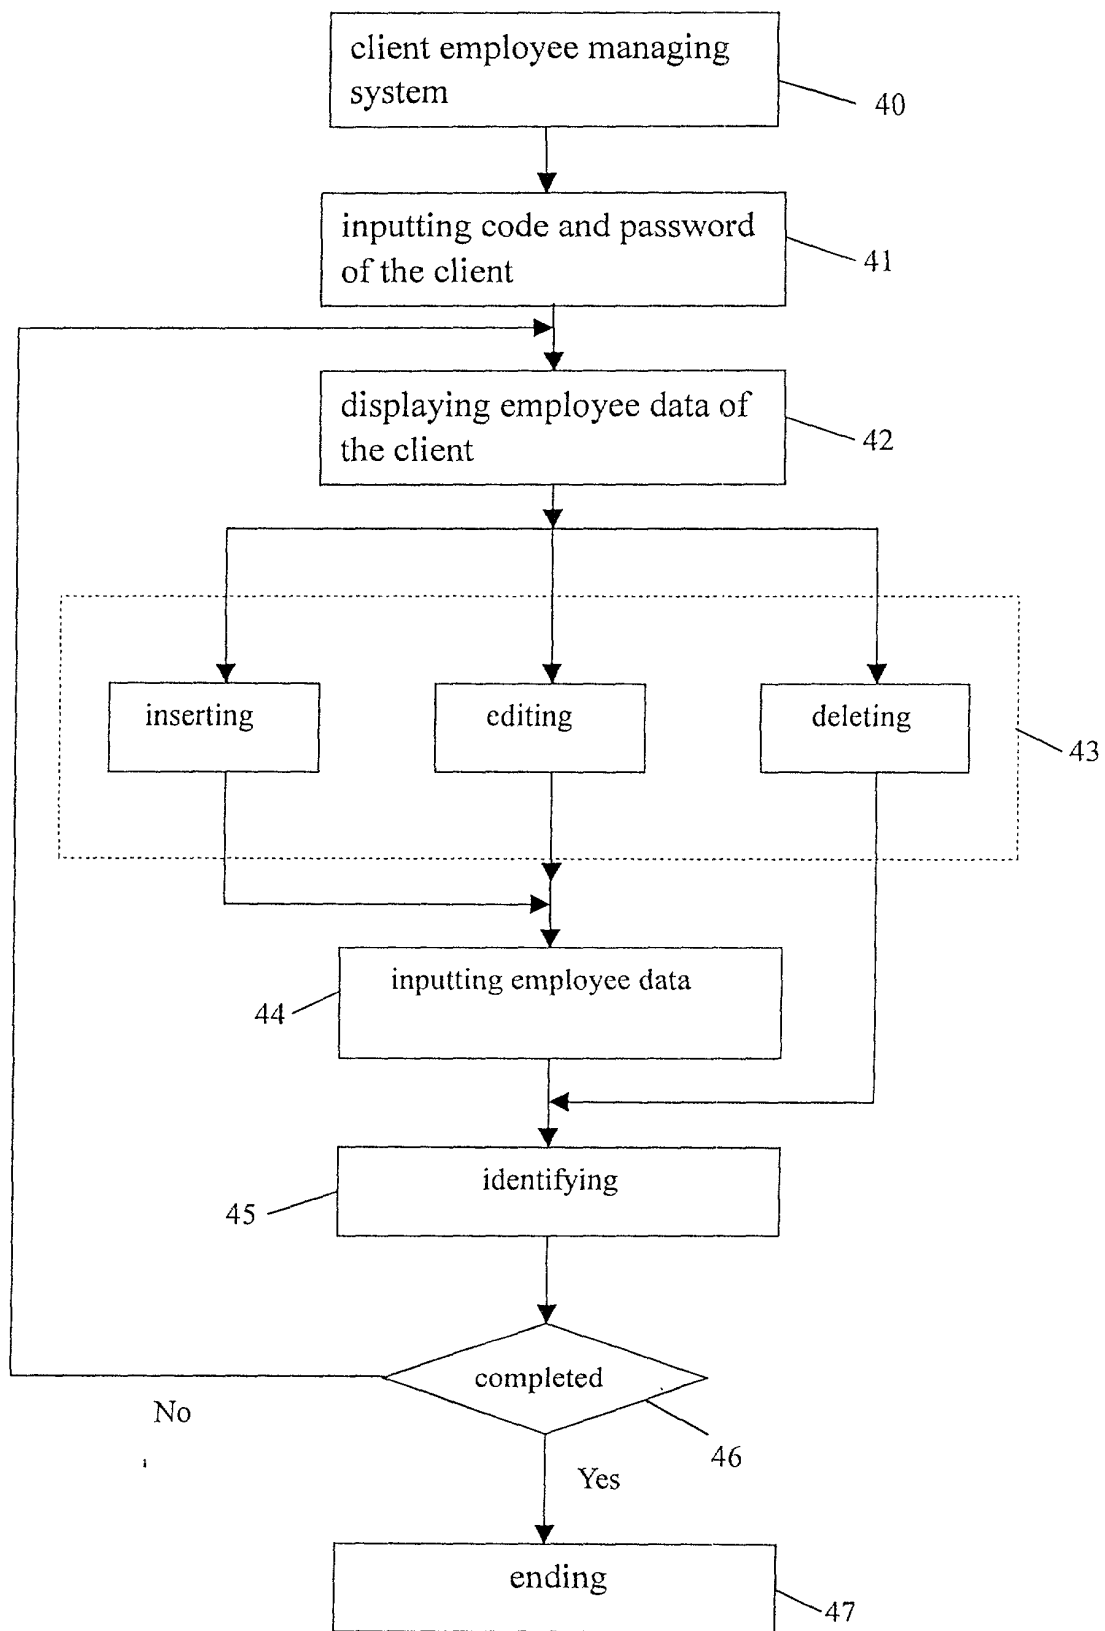 client employee managing
system
40
inputting code and password
of the client
41
displaying employee data of
the client
42
inserting
editing
deleting
43
inputting employee data
44
identifying
45
completed
No
46
Yes
ending
47